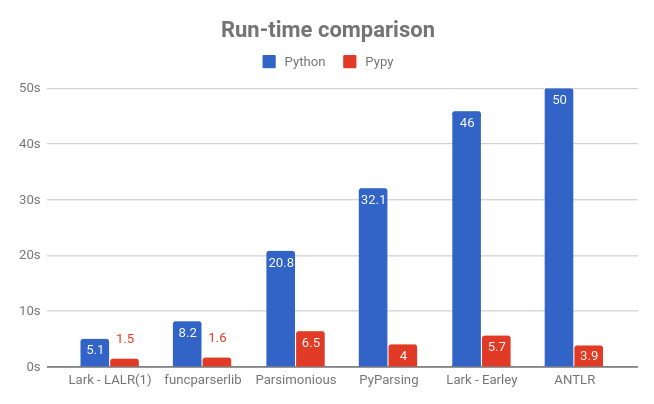 Run-time comparison
Python Pypy
50s
40s
30s
20s
10s
0s
5.1 1.5 8.2 1.6 20.8 6.5 32.1 4 46 5.7 50 3.9
Lark - LALR(1) funcparserlib Parsimonious PyParsing Lark - Earley ANTLR